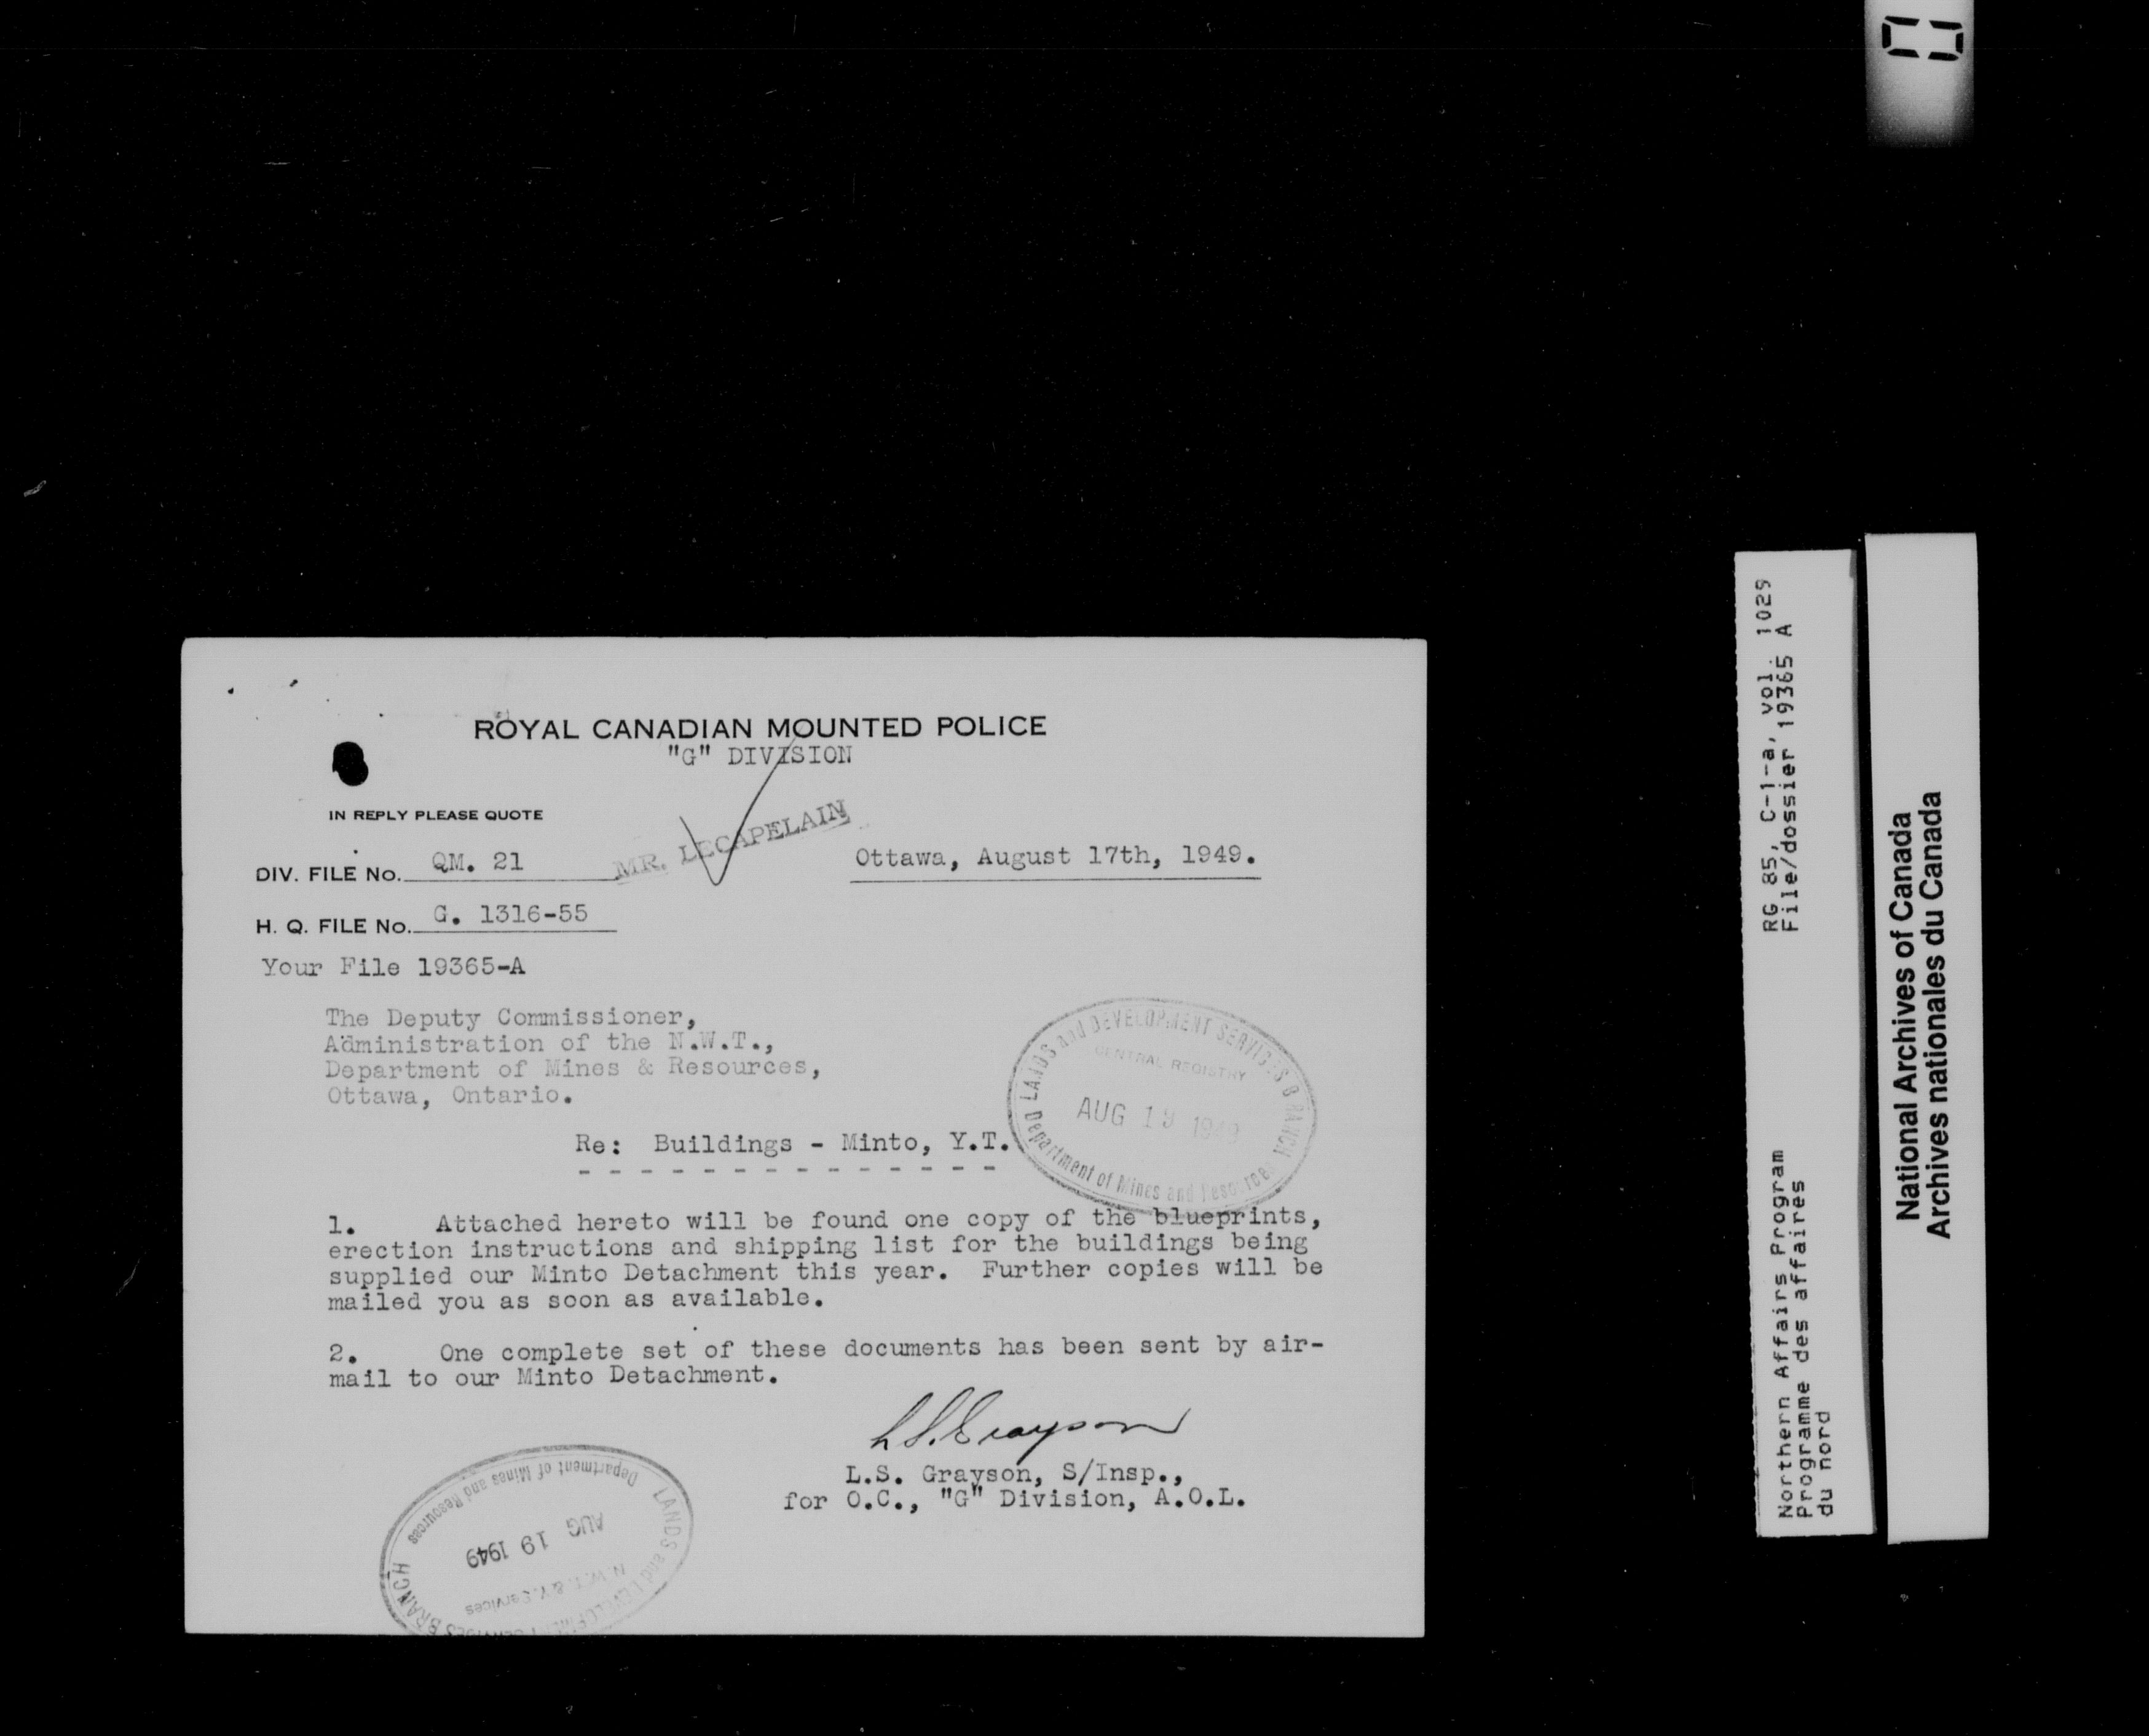 ROYAL CANADIAN MOUNTED POLICE
"G" DIVISION
IN REPLY PLEASE QUOTE
MR. LECAPELAIN
DIV. FILE No. QM. 21
Ottawa, August 17th, 1949.
H. Q. FILE No. G. 1316-55
Your File 19365-A
The Deputy Commissioner,
Administration of the N.W.T.,
Department of Mines & Resources,
Ottawa, Ontario.
LANDS and DEVELOPMENT SERVICES BRANCH
CENTRAL REGISTRY
AUG 19 1949
Department of Mines and Resources
Re: Buildings - Minto, Y.T.
- - - - - - - - - - - - - -
1. Attached hereto will be found one copy of the blueprints,
erection instructions and shipping list for the buildings being
supplied our Minto Detachment this year. Further copies will be
mailed you as soon as available.
2. One complete set of these documents has been sent by air-
mail to our Minto Detachment.
L.S. Grayson
L.S. Grayson, S/Insp.,
for O.C., "G" Division, A.O.L.
LANDS and DEVELOPMENT SERVICES BRANCH
N.W.T. & Y. Services
AUG 19 1949
Department of Mines and Resources
RG 85, C-1-a, vol. 1029
File/dossier 19365 A
Northern Affairs Program
Programme des affaires
du nord
National Archives of Canada
Archives nationales du Canada